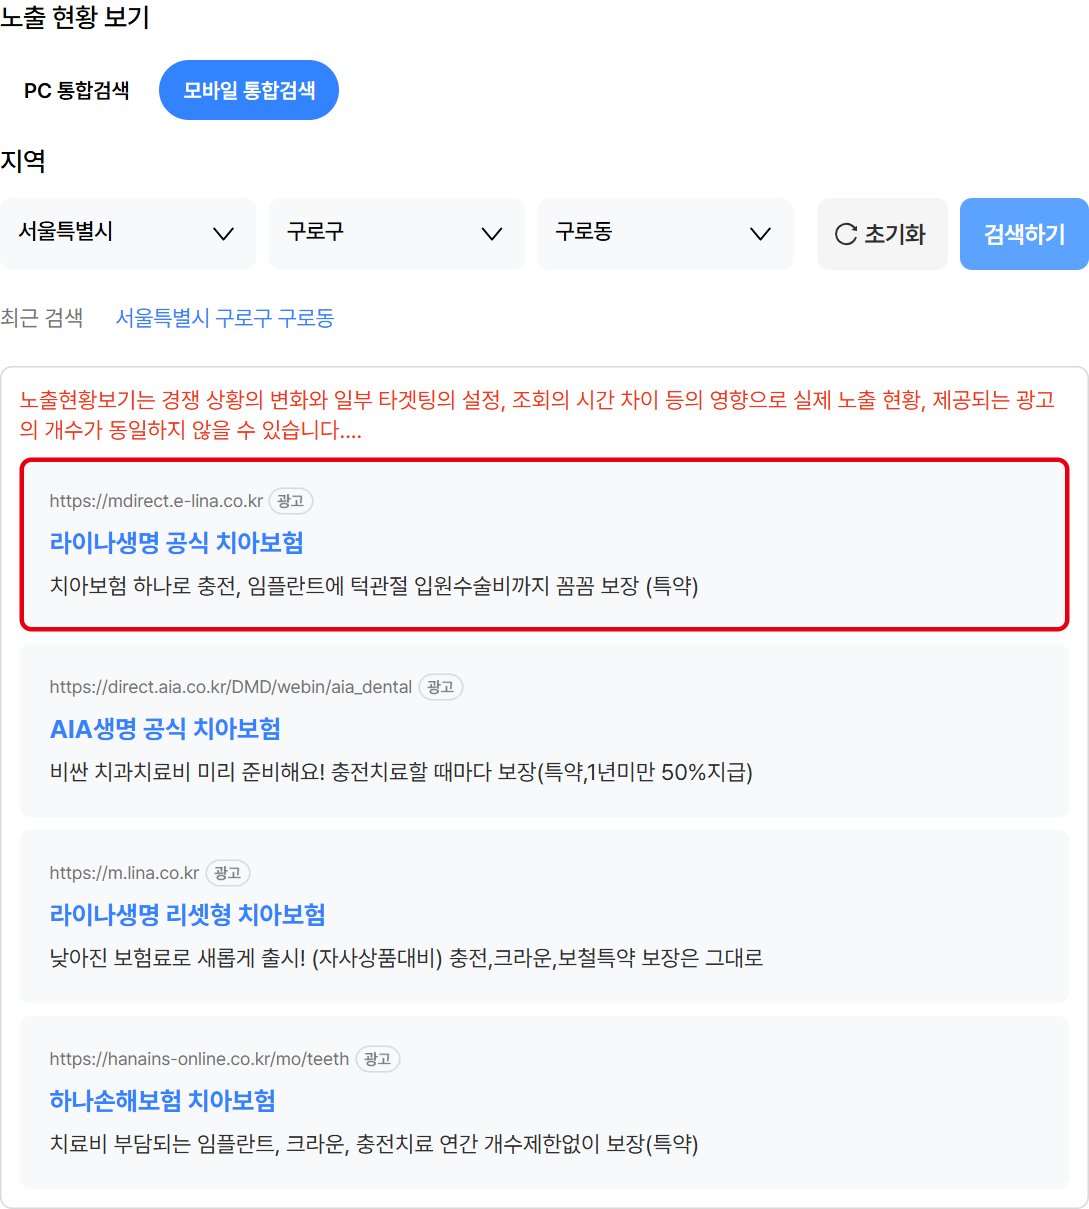 노출 현황 보기
PC 통합검색 모바일 통합검색
지역
서울특별시 구로구 구로동 초기화 검색하기
최근 검색 서울특별시 구로구 구로동
노출현황보기는 경쟁 상황의 변화와 일부 타겟팅의 설정, 조회의 시간 차이 등의 영향으로 실제 노출 현황, 제공되는 광고
의 개수가 동일하지 않을 수 있습니다....
https://mdirect.e-lina.co.kr 광고
라이나생명 공식 치아보험
치아보험 하나로 충전, 임플란트에 턱관절 입원수술비까지 꼼꼼 보장 (특약)
https://direct.aia.co.kr/DMD/webin/aia_dental 광고
AIA생명 공식 치아보험
비싼 치과치료비 미리 준비해요! 충전치료할 때마다 보장(특약,1년미만 50%지급)
https://m.lina.co.kr 광고
라이나생명 리셋형 치아보험
낮아진 보험료로 새롭게 출시! (자사상품대비) 충전,크라운,보철특약 보장은 그대로
https://hanains-online.co.kr/mo/teeth 광고
하나손해보험 치아보험
치료비 부담되는 임플란트, 크라운, 충전치료 연간 개수제한없이 보장(특약)